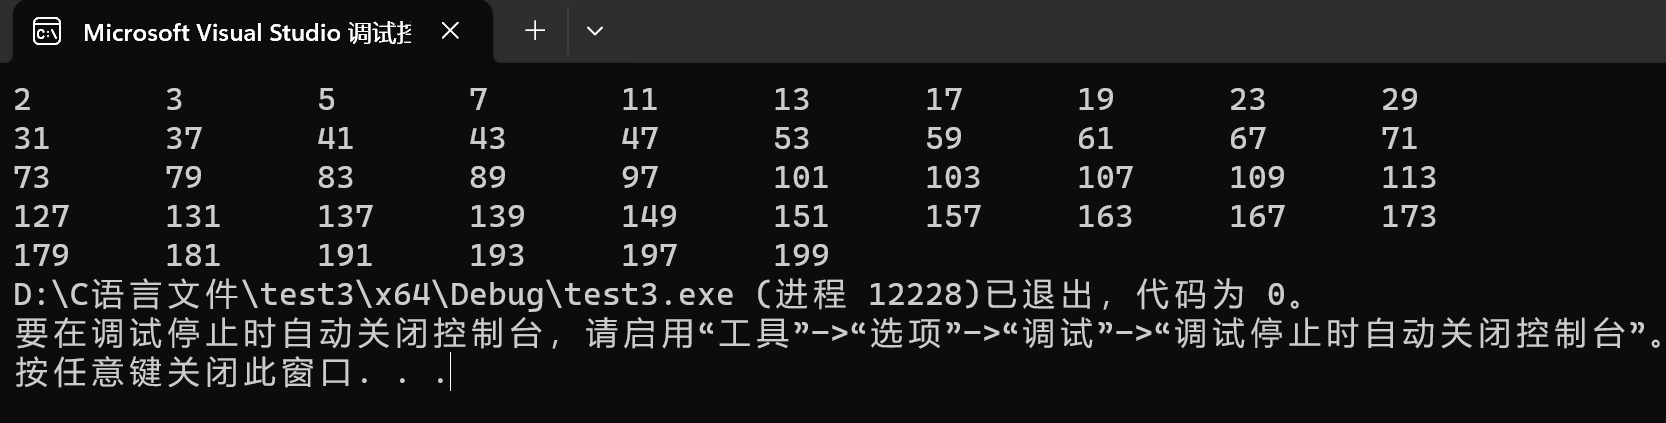 Microsoft Visual Studio 调试
2 3 5 7 11 13 17 19 23 29
31 37 41 43 47 53 59 61 67 71
73 79 83 89 97 101 103 107 109 113
127 131 137 139 149 151 157 163 167 173
179 181 191 193 197 199
D:\C语言文件\test3\x64\Debug\test3.exe (进程 12228)已退出，代码为 0。
要在调试停止时自动关闭控制台，请启用“工具”->“选项”->“调试”->“调试停止时自动关闭控制台”。
按任意键关闭此窗口. . .